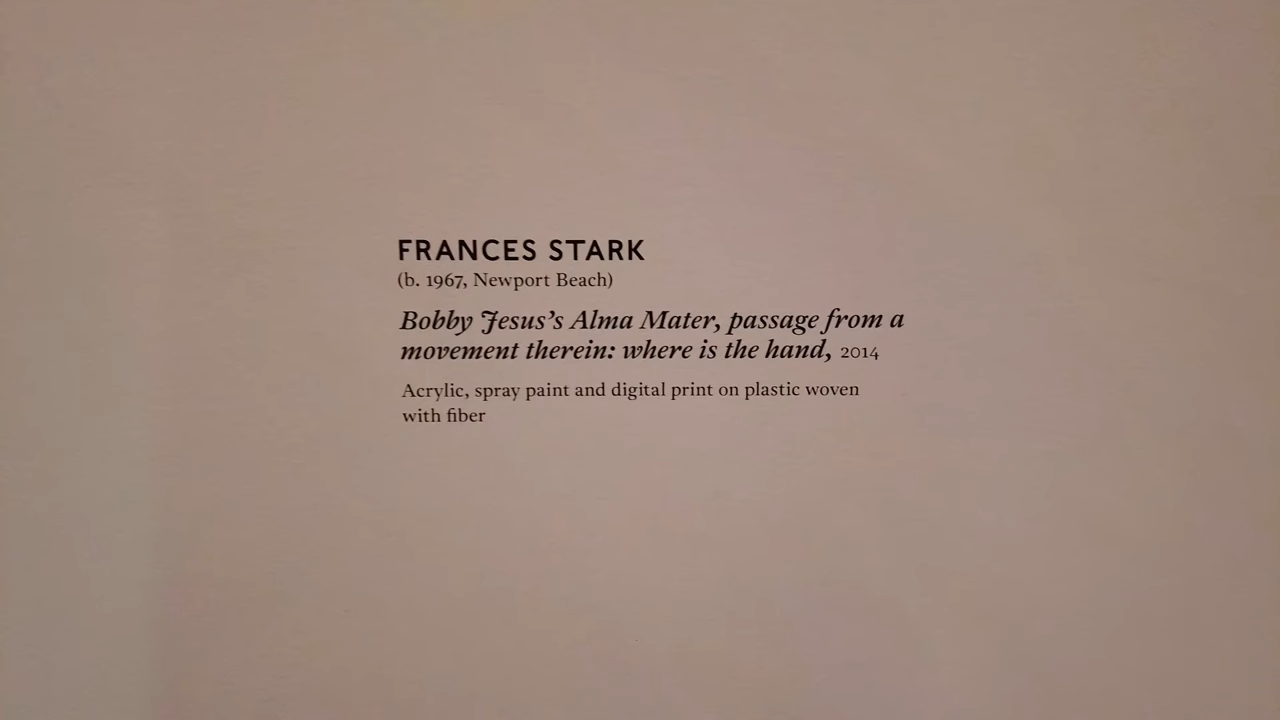 FRANCES STARK
(b. 1967, Newport Beach)
Bobby Jesus’s Alma Mater, passage from a
movement therein: where is the hand, 2014
Acrylic, spray paint and digital print on plastic woven
with fiber